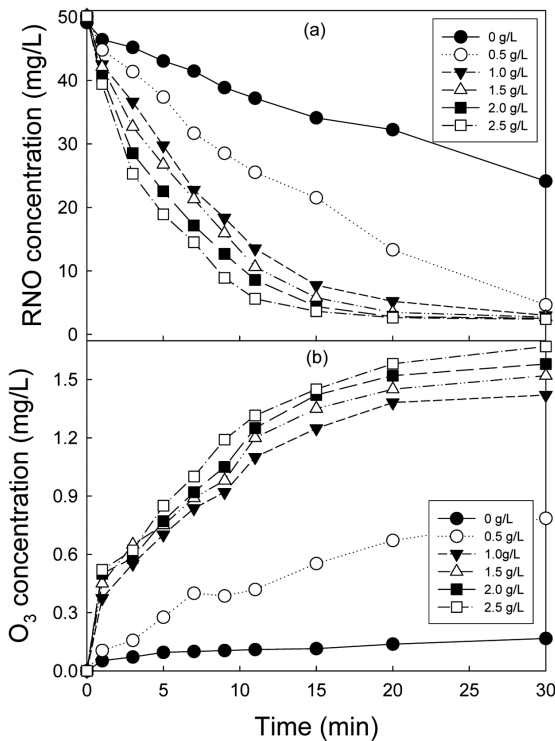 50
40
30
20
10
0
RNO concentration (mg/L)
(a)
0 g/L
0.5 g/L
1.0 g/L
1.5 g/L
2.0 g/L
2.5 g/L
1.5
1.2
0.9
0.6
0.3
0.0
O₃ concentration (mg/L)
(b)
0 g/L
0.5 g/L
1.0g/L
1.5 g/L
2.0 g/L
2.5 g/L
0 5 10 15 20 25 30
Time (min)